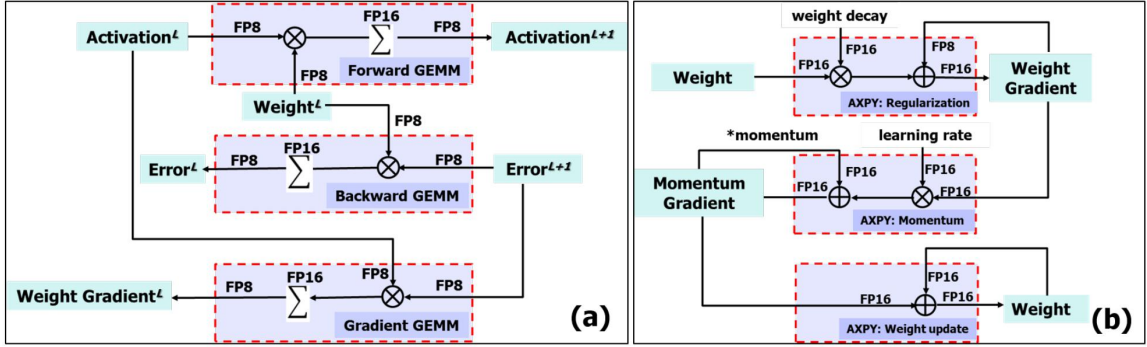 Activation^L
FP8
FP16
∑
FP8
Activation^{L+1}
FP8
Forward GEMM
Weight^L
FP8
Error^L
FP8
FP16
∑
FP8
Error^{L+1}
Backward GEMM
Weight Gradient^L
FP8
FP16
∑
FP8
FP8
Gradient GEMM
(a)
weight decay
FP16
FP8
Weight
FP16
FP16
Weight
Gradient
AXPY: Regularization
*momentum
learning rate
FP16
FP16
Momentum
Gradient
FP16
FP16
AXPY: Momentum
FP16
FP16
FP16
Weight
AXPY: Weight update
(b)